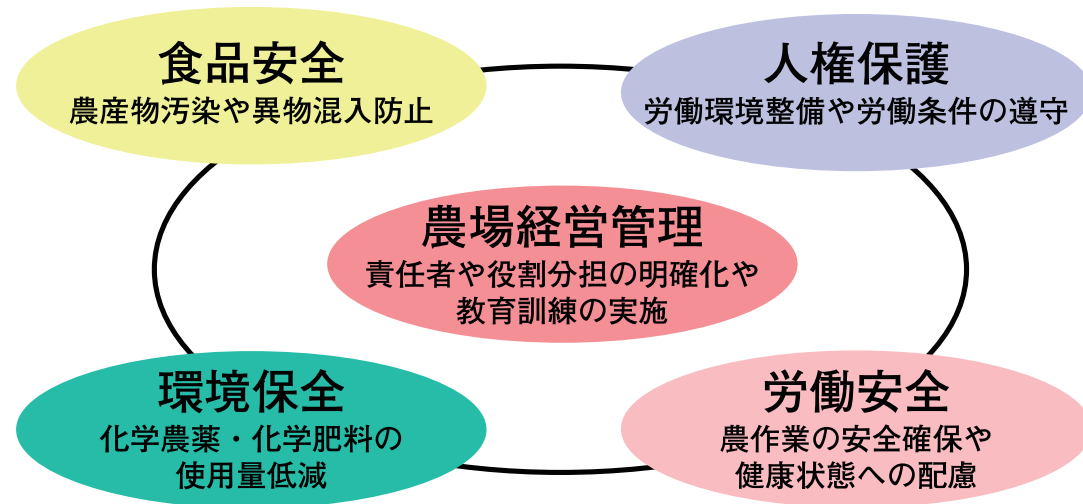 食品安全
農産物汚染や異物混入防止
人権保護
労働環境整備や労働条件の遵守
農場経営管理
責任者や役割分担の明確化や
教育訓練の実施
環境保全
化学農薬・化学肥料の
使用量低減
労働安全
農作業の安全確保や
健康状態への配慮